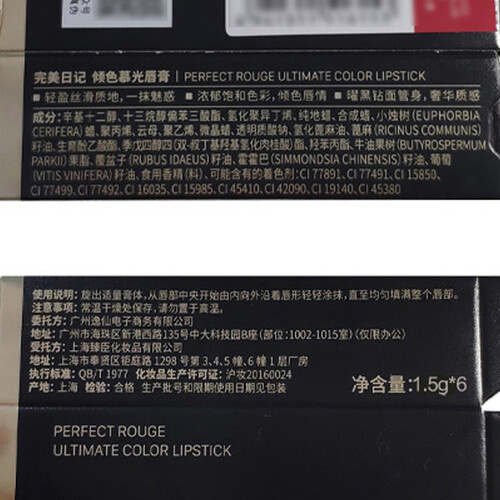 完美日记 倾色慕光唇膏 | PERFECT ROUGE ULTIMATE COLOR LIPSTICK
■ 轻盈丝滑质地,一抹魅惑 ■ 浓郁饱和色彩,倾色唇情 ■ 曜黑钻面管身,奢华质感
成分:辛基十二醇、十三烷醇偏苯三酸酯、氢化聚异丁烯、纯地蜡、合成蜡、小烛树(EUPHORBIA
CERIFERA)蜡、聚丙烯、云母、聚乙烯、微晶蜡、透明质酸钠、氢化蓖麻油、蓖麻(RICINUS COMMUNIS)
籽油、生育酚乙酸酯、季戊四醇四(双-叔丁基羟基氢化肉桂酸)酯、羟苯丙酯、牛油果树(BUTYROSPERMUM
PARKII)果脂、覆盆子(RUBUS IDAEUS)籽油、霍霍巴(SIMMONDSIA CHINENSIS)籽油、葡萄
(VITIS VINIFERA)籽油、食用香精(料)、可能含有的着色剂:CI 77891、CI 77491、CI 15850、
CI 77499、CI 77492、CI 16035、CI 15985、CI 45410、CI 42090、CI 19140、CI 45380
使用说明:旋出适量膏体,从唇部中央开始由内向外沿着唇形轻轻涂抹,直至均匀填满整个唇部。
注意事项:常温干燥处保存,请勿置于高温。
委托方:广州逸仙电子商务有限公司
地址:广州市海珠区新港西路135号中大科技园B座(部位:1002-1015室)(仅限办公)
受托方:上海臻臣化妆品有限公司
地址:上海市奉贤区钜庭路1298号第3、4、5幢、6幢1层厂房
执行标准:QB/T 1977 化妆品生产许可证:沪妆20160024
产地:上海 检验:合格 生产批号和限期使用日期见包装
净含量:1.5g*6
PERFECT ROUGE
ULTIMATE COLOR LIPSTICK